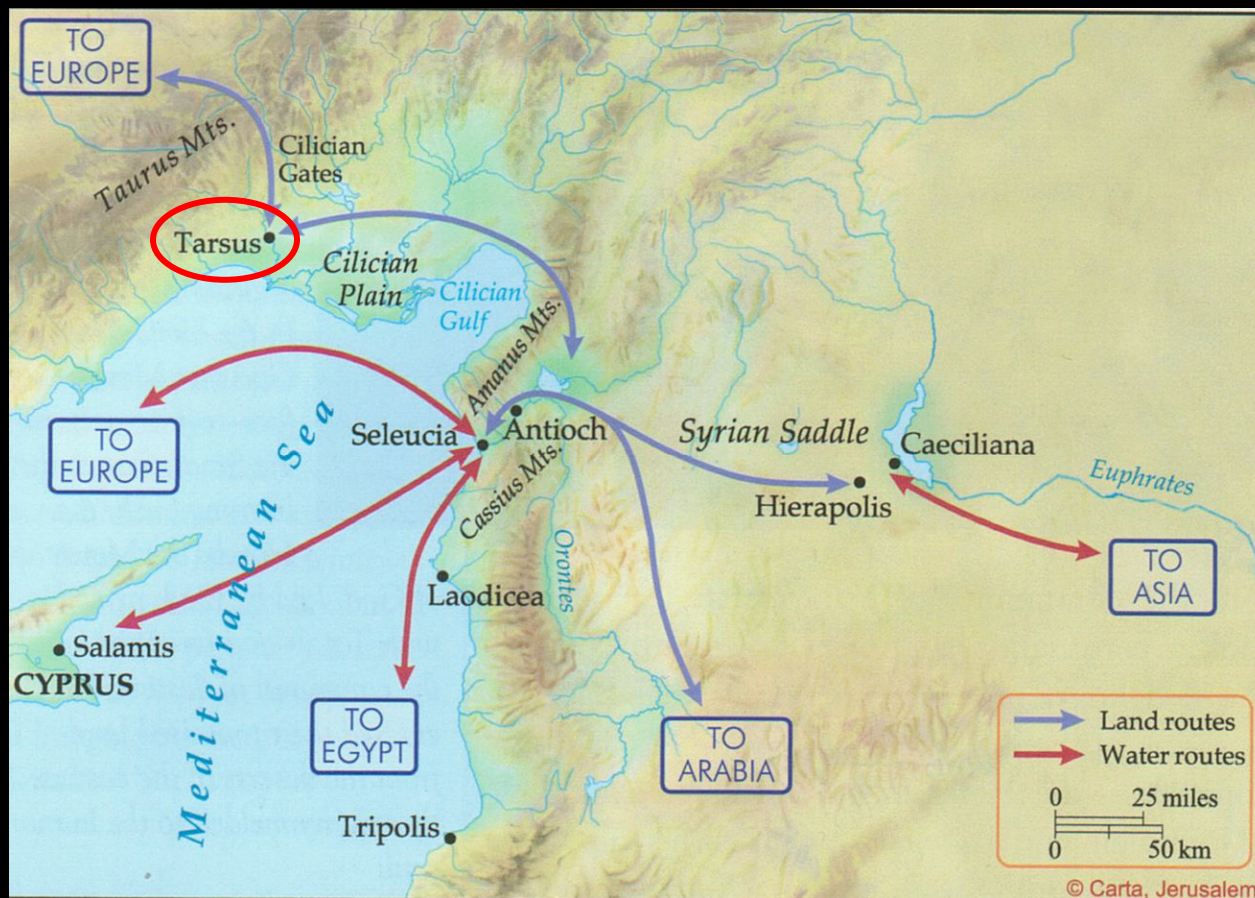 TO
EUROPE
Taurus Mts.
Cilician
Gates
Tarsus
Cilician
Plain
Cilician
Gulf
Amanus Mts.
TO
EUROPE
Mediterranean Sea
Seleucia
Antioch
Syrian Saddle
Caeciliana
Cassius Mts.
Hierapolis
Euphrates
Orontes
Laodicea
TO
ASIA
Salamis
CYPRUS
TO
EGYPT
TO
ARABIA
Tripolis
Land routes
Water routes
0 25 miles
0 50 km
© Carta, Jerusalem